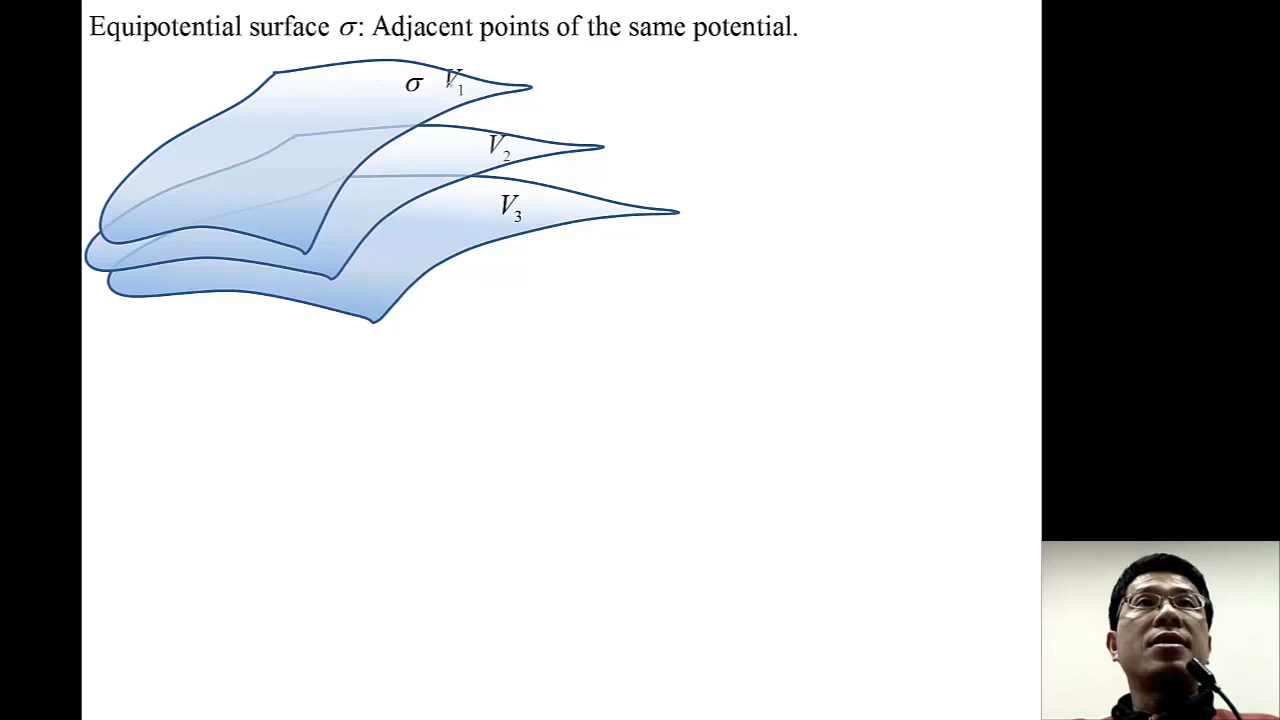 Equipotential surface σ: Adjacent points of the same potential.
σ V₁
V₂
V₃